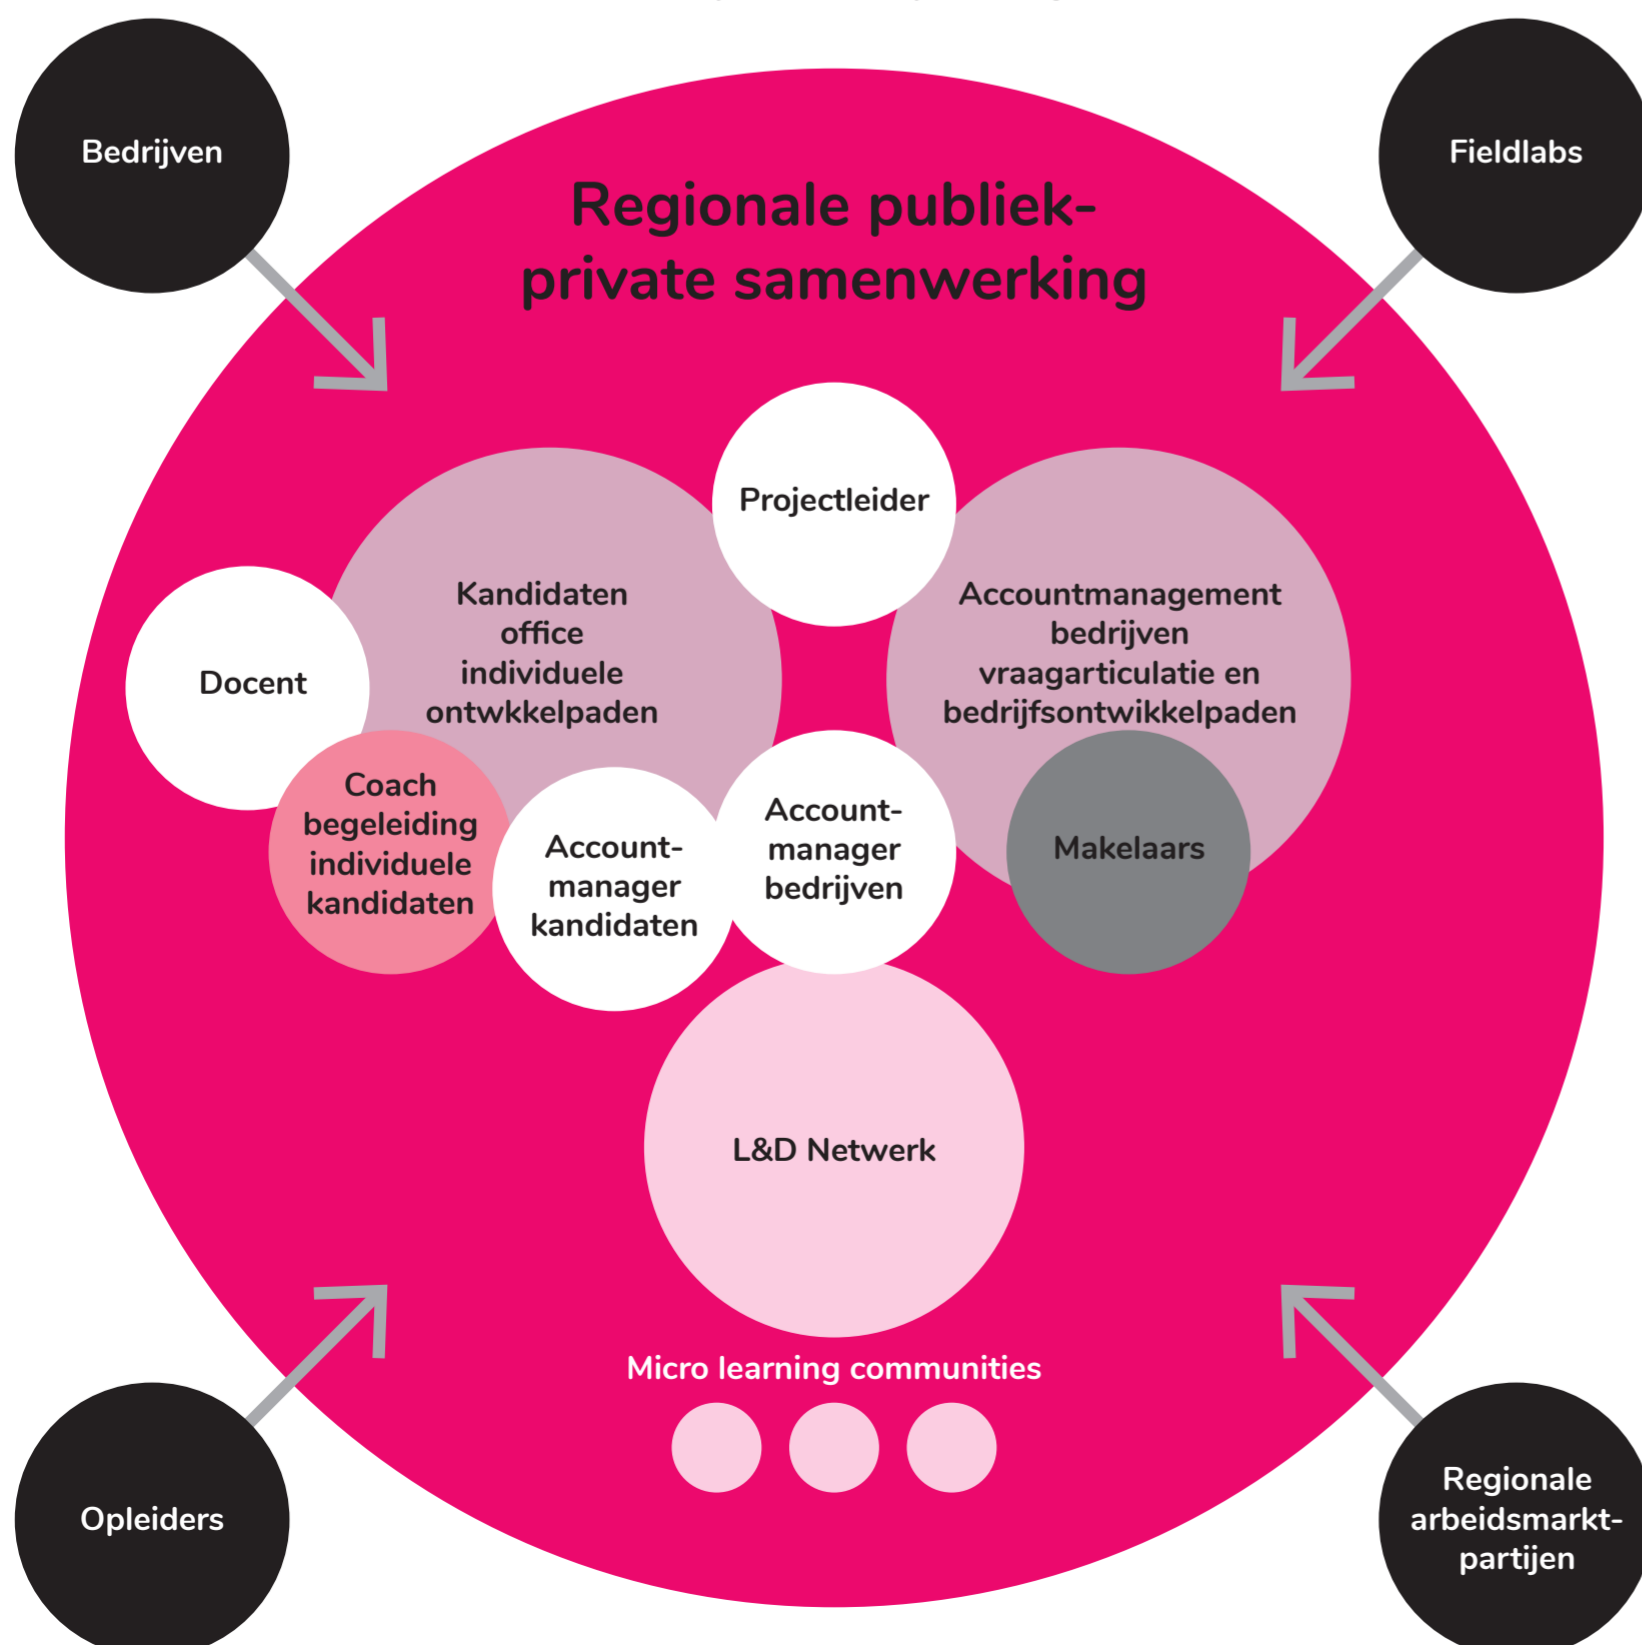 Bedrijven
Fieldlabs
Regionale publiek-
private samenwerking
Projectleider
Kandidaten
office
individuele
ontwkkelpaden
Accountmanagement
bedrijven
vraagarticulatie en
bedrijfsontwikkelpaden
Docent
Coach
begeleiding
individuele
kandidaten
Account-
manager
kandidaten
Account-
manager
bedrijven
Makelaars
L&D Netwerk
Micro learning communities
Opleiders
Regionale
arbeidsmarkt-
partijen